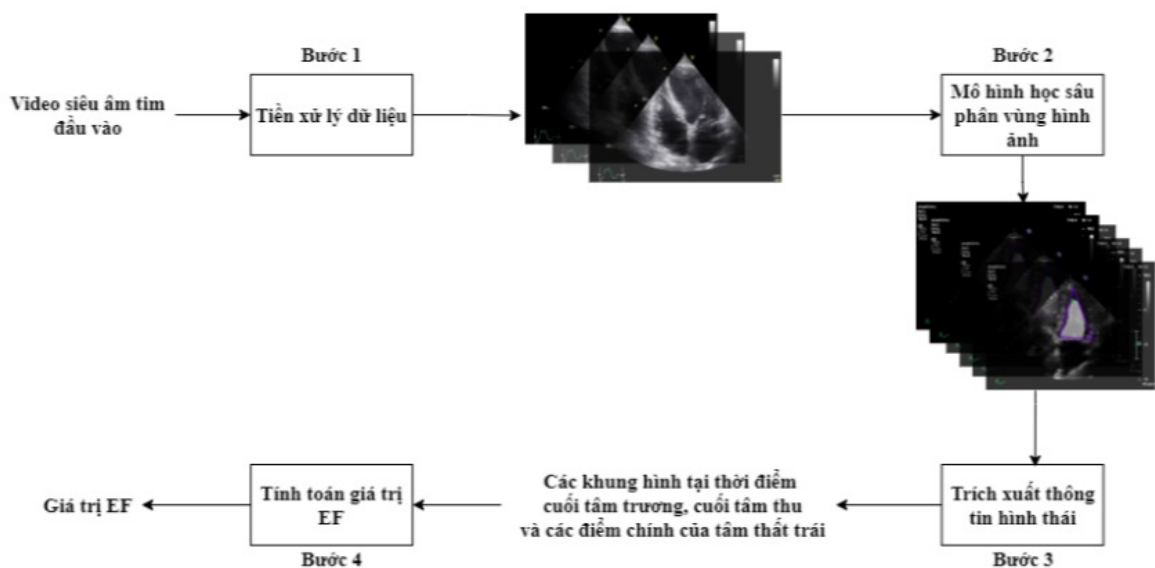 Bước 1
Bước 2
Video siêu âm tim
đầu vào
Tiền xử lý dữ liệu
Mô hình học sâu
phân vùng hình
ảnh
Giá trị EF
Tính toán giá trị
EF
Các khung hình tại thời điểm
cuối tâm trương, cuối tâm thu
và các điểm chính của tâm thất trái
Trích xuất thông
tin hình thái
Bước 4
Bước 3